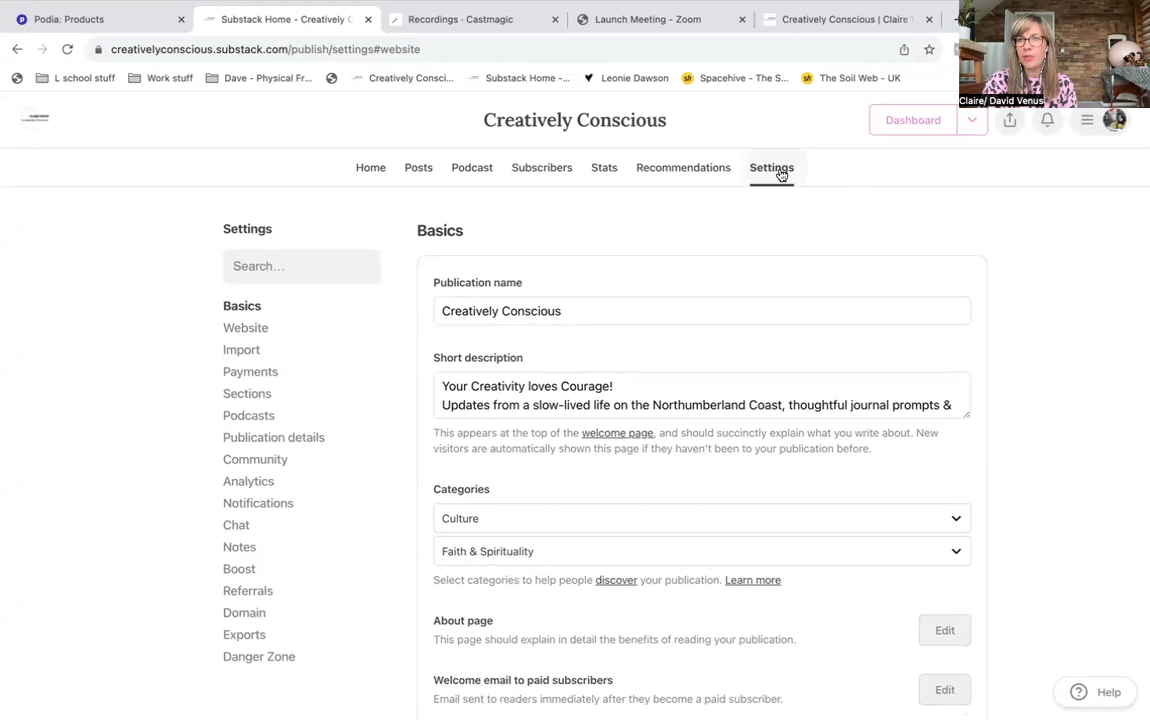 Podia: Products
Substack Home - Creatively C
Recordings - Castmagic
Launch Meeting - Zoom
Creatively Conscious | Claire
creativelyconscious.substack.com/publish/settings#website
L school stuff
Work stuff
Dave - Physical Fr...
Creatively Consci...
Substack Home -...
Leonie Dawson
Spacehive - The S...
The Soil Web - UK
Claire/ David Venus
Creatively Conscious
Dashboard
Home
Posts
Podcast
Subscribers
Stats
Recommendations
Settings
Settings
Search...
Basics
Website
Import
Payments
Sections
Podcasts
Publication details
Community
Analytics
Notifications
Chat
Notes
Boost
Referrals
Domain
Exports
Danger Zone
Basics
Publication name
Creatively Conscious
Short description
Your Creativity loves Courage!
Updates from a slow-lived life on the Northumberland Coast, thoughtful journal prompts &
This appears at the top of the welcome page, and should succinctly explain what you write about. New
visitors are automatically shown this page if they haven't been to your publication before.
Categories
Culture
Faith & Spirituality
Select categories to help people discover your publication. Learn more
About page
This page should explain in detail the benefits of reading your publication.
Edit
Welcome email to paid subscribers
Email sent to readers immediately after they become a paid subscriber.
Edit
Help